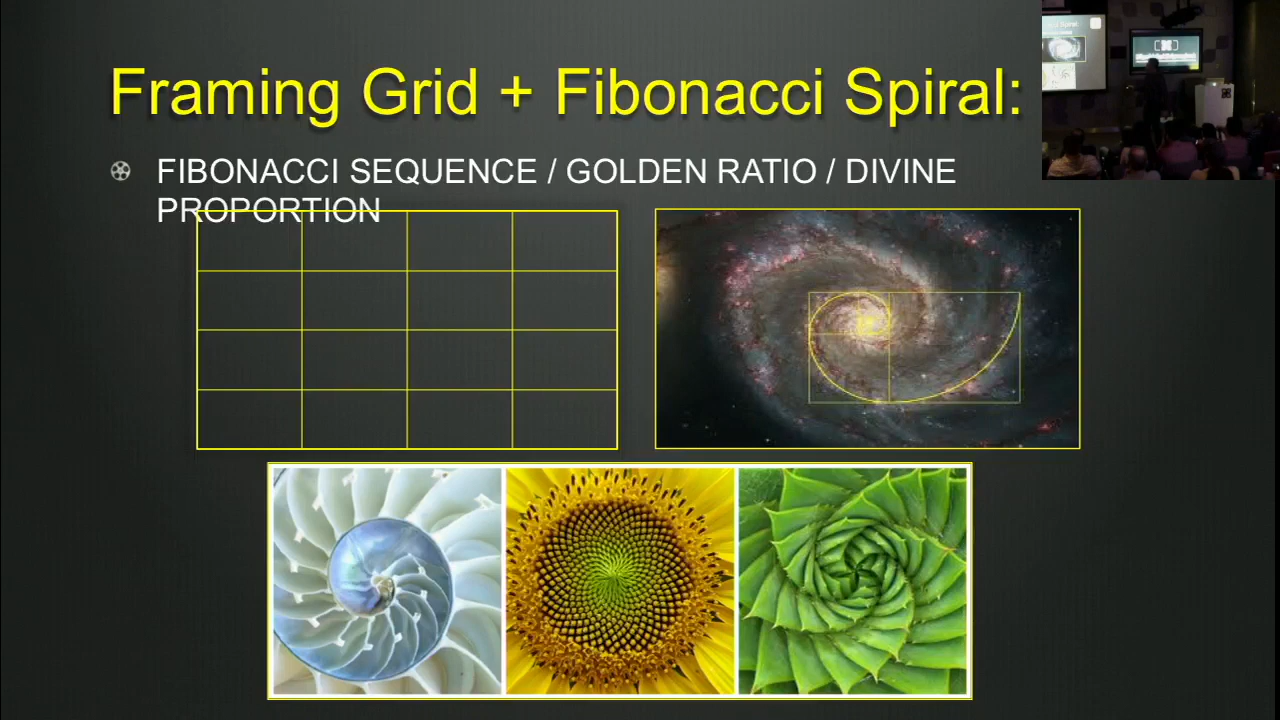 Framing Grid + Fibonacci Spiral:
FIBONACCI SEQUENCE / GOLDEN RATIO / DIVINE
PROPORTION